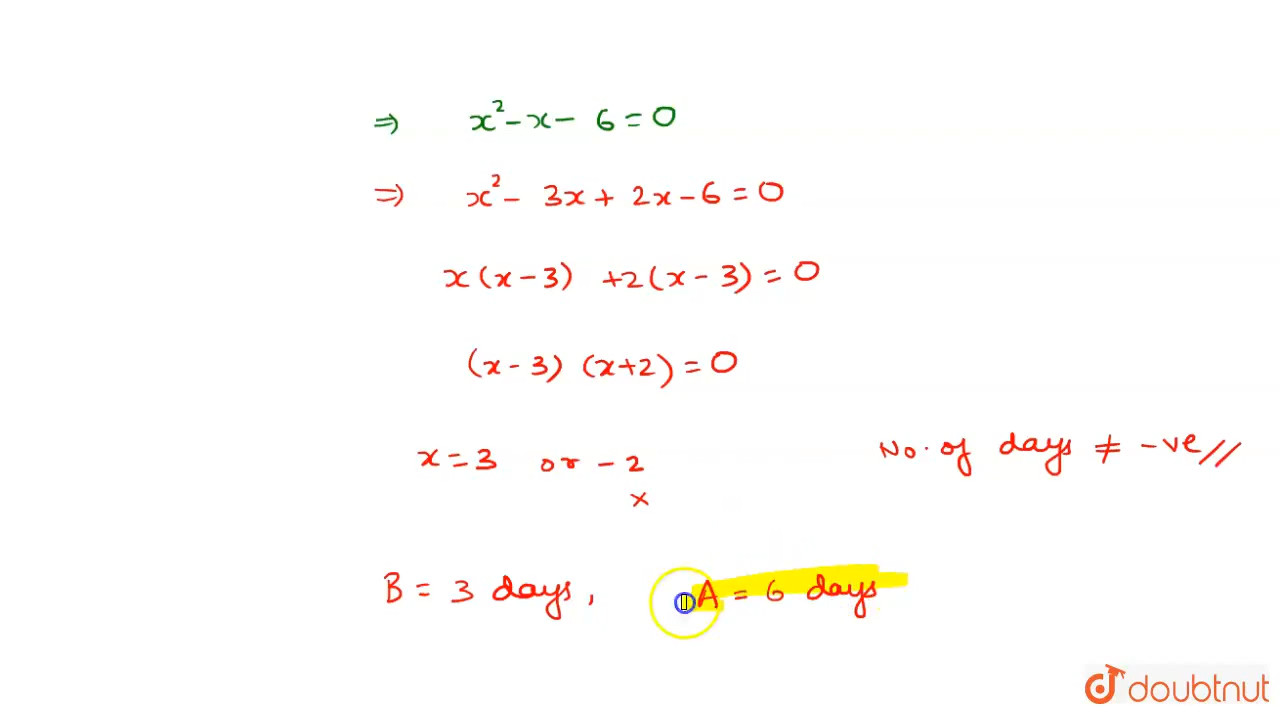 ⇒ x² - x - 6 = 0
⇒ x² - 3x + 2x - 6 = 0
x(x - 3) + 2(x - 3) = 0
(x - 3) (x + 2) = 0
x = 3 or - 2
×
No. of days ≠ -ve //
B = 3 days, A = 6 days
doubtnut